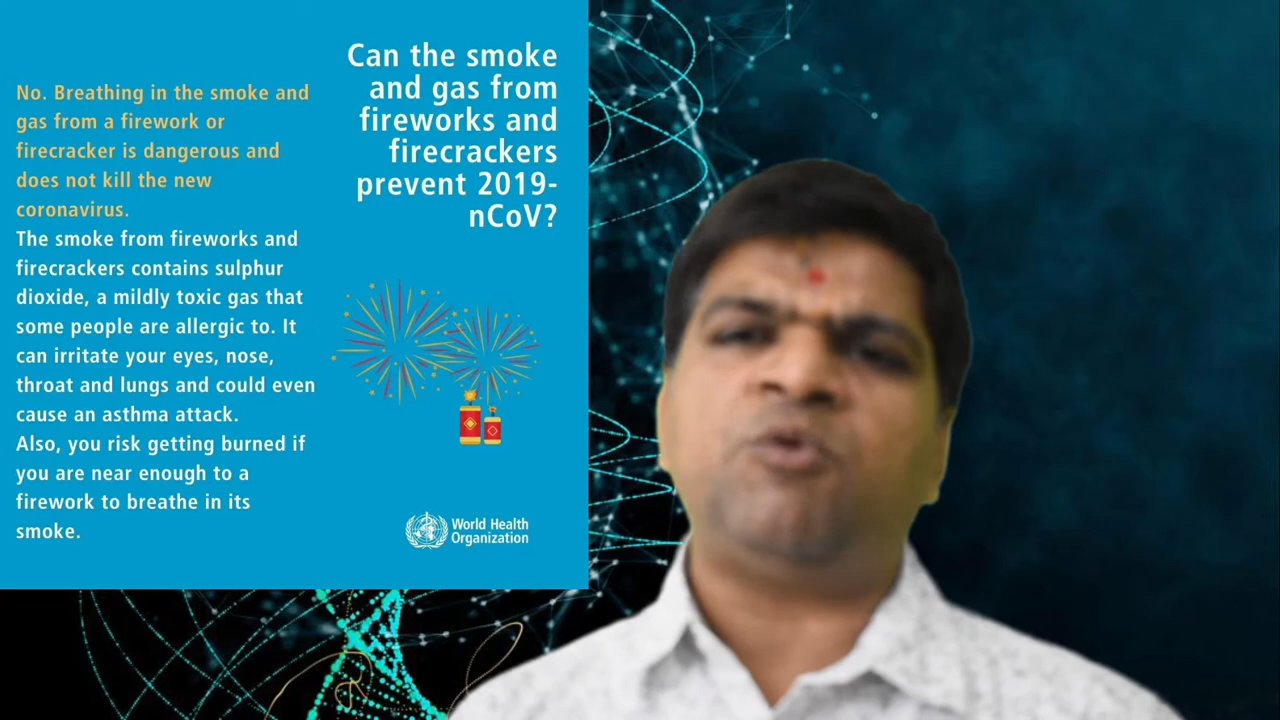 Can the smoke
and gas from
fireworks and
firecrackers
prevent 2019-
nCoV?
No. Breathing in the smoke and
gas from a firework or
firecracker is dangerous and
does not kill the new
coronavirus.
The smoke from fireworks and
firecrackers contains sulphur
dioxide, a mildly toxic gas that
some people are allergic to. It
can irritate your eyes, nose,
throat and lungs and could even
cause an asthma attack.
Also, you risk getting burned if
you are near enough to a
firework to breathe in its
smoke.
World Health
Organization